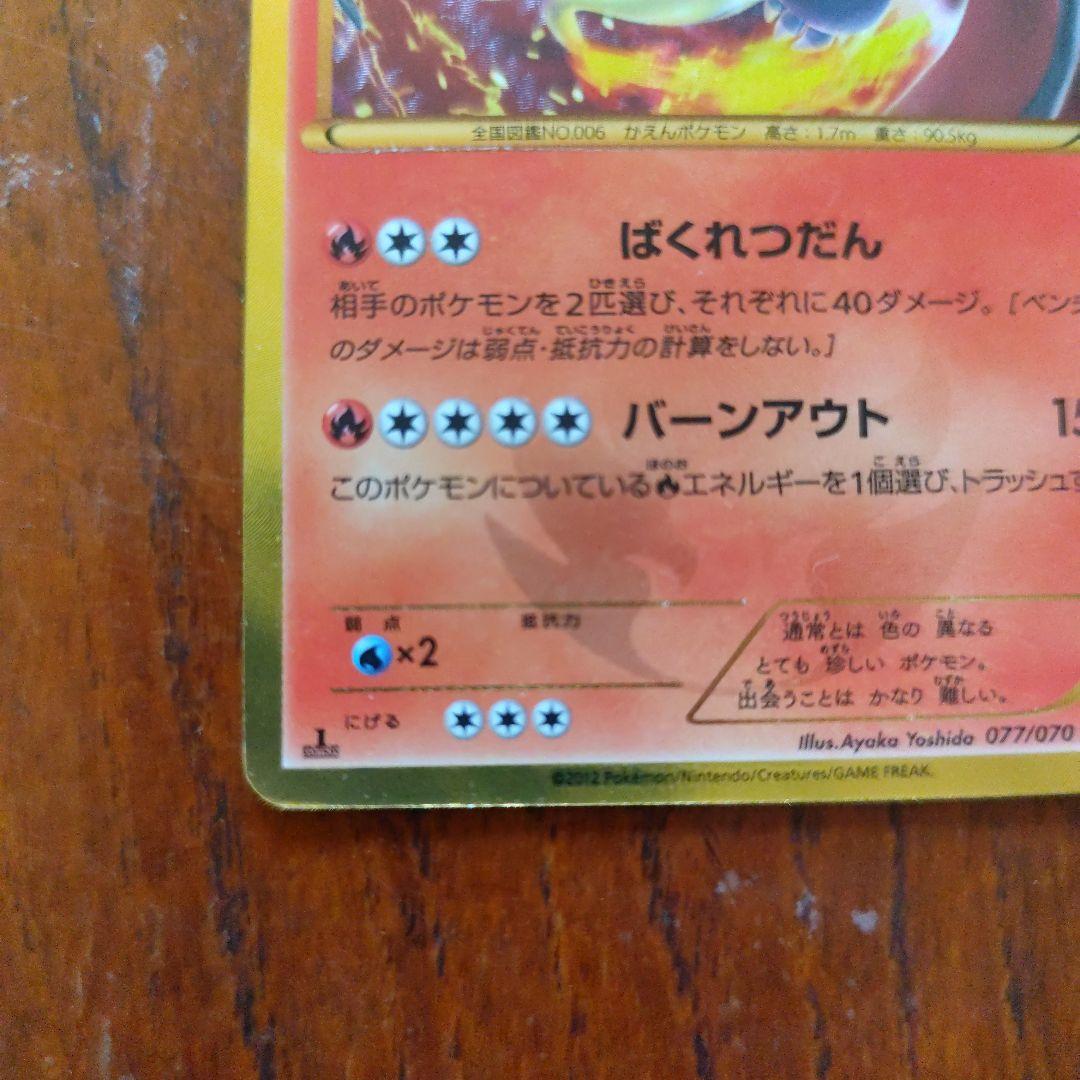 全国図鑑NO.006 かえんポケモン 高さ：1.7m 重さ：90.5kg
ばくれつだん
相手のポケモンを2匹選び、それぞれに40ダメージ。［ベンチ
のダメージは弱点・抵抗力の計算をしない。］
バーンアウト 15
このポケモンについているエネルギーを1個選び、トラッシュす
弱点 抵抗力
×2
通常とは 色の 異なる
とても 珍しい ポケモン。
出会うことは かなり 難しい。
にげる
1 EDITION
Illus.Ayaka Yoshida 077/070
©2012 Pokémon/Nintendo/Creatures/GAME FREAK.